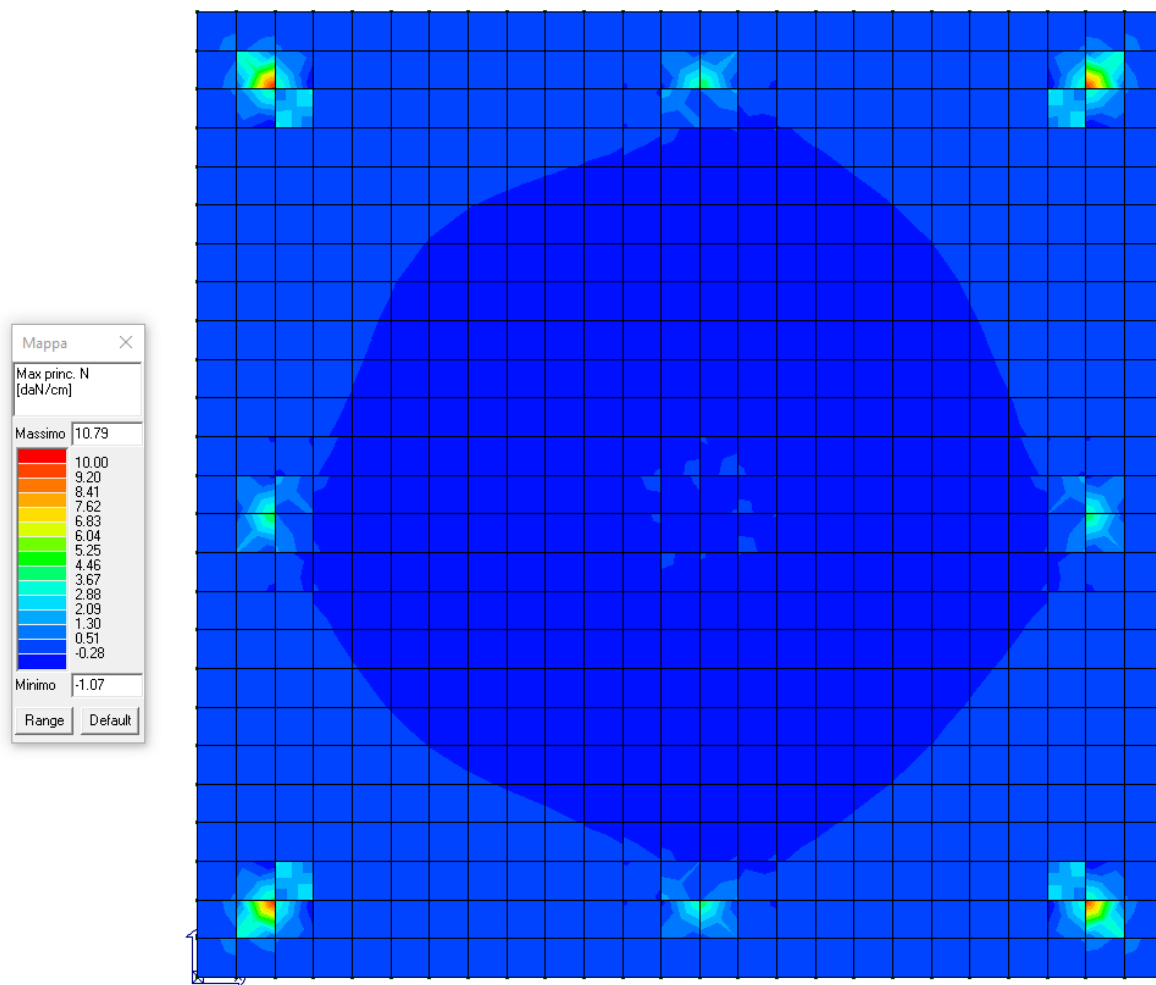 Mappa
Max princ. N
[daN/cm]
Massimo 10.79
10.00
9.20
8.41
7.62
6.83
6.04
5.25
4.46
3.67
2.88
2.09
1.30
0.51
-0.28
Minimo -1.07
Range Default